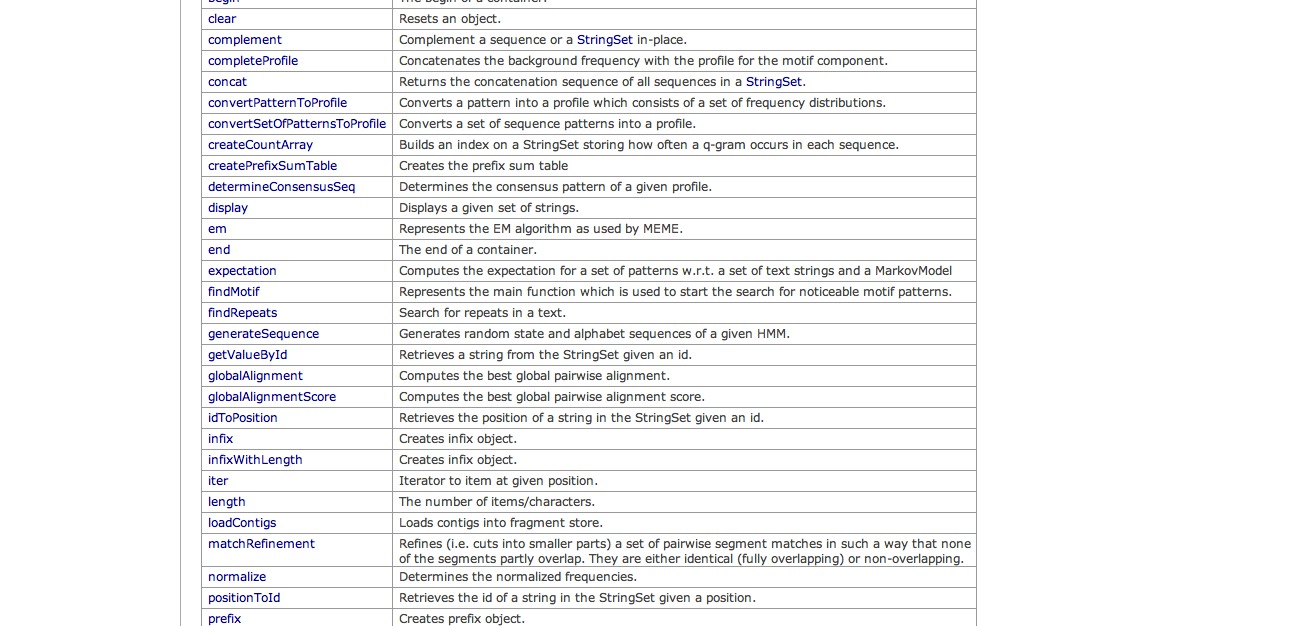 begin The begin of a container.
clear Resets an object.
complement Complement a sequence or a StringSet in-place.
completeProfile Concatenates the background frequency with the profile for the motif component.
concat Returns the concatenation sequence of all sequences in a StringSet.
convertPatternToProfile Converts a pattern into a profile which consists of a set of frequency distributions.
convertSetOfPatternsToProfile Converts a set of sequence patterns into a profile.
createCountArray Builds an index on a StringSet storing how often a q-gram occurs in each sequence.
createPrefixSumTable Creates the prefix sum table
determineConsensusSeq Determines the consensus pattern of a given profile.
display Displays a given set of strings.
em Represents the EM algorithm as used by MEME.
end The end of a container.
expectation Computes the expectation for a set of patterns w.r.t. a set of text strings and a MarkovModel
findMotif Represents the main function which is used to start the search for noticeable motif patterns.
findRepeats Search for repeats in a text.
generateSequence Generates random state and alphabet sequences of a given HMM.
getValueById Retrieves a string from the StringSet given an id.
globalAlignment Computes the best global pairwise alignment.
globalAlignmentScore Computes the best global pairwise alignment score.
idToPosition Retrieves the position of a string in the StringSet given an id.
infix Creates infix object.
infixWithLength Creates infix object.
iter Iterator to item at given position.
length The number of items/characters.
loadContigs Loads contigs into fragment store.
matchRefinement Refines (i.e. cuts into smaller parts) a set of pairwise segment matches in such a way that none
of the segments partly overlap. They are either identical (fully overlapping) or non-overlapping.
normalize Determines the normalized frequencies.
positionToId Retrieves the id of a string in the StringSet given a position.
prefix Creates prefix object.